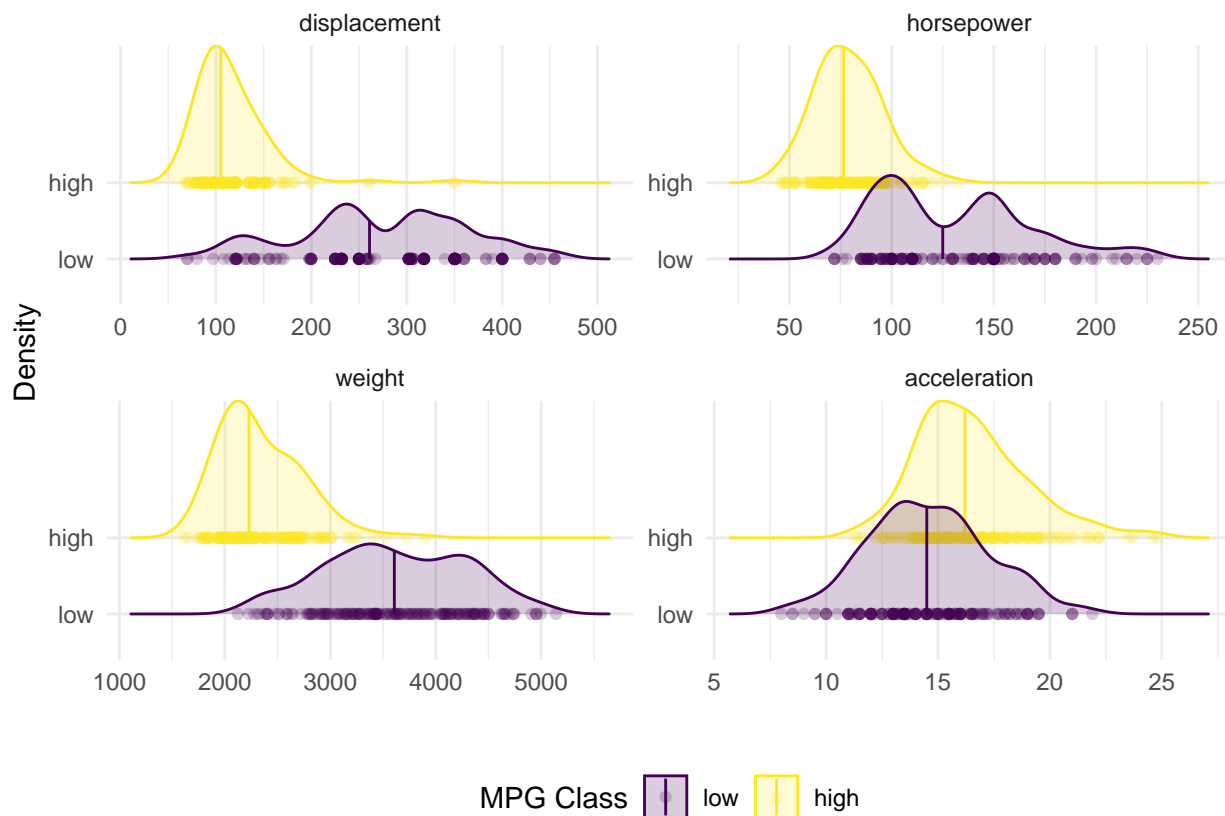 displacement
horsepower
high
low
0 100 200 300 400 500
high
low
50 100 150 200 250
Density
weight
acceleration
high
low
1000 2000 3000 4000 5000
high
low
5 10 15 20 25
MPG Class low high